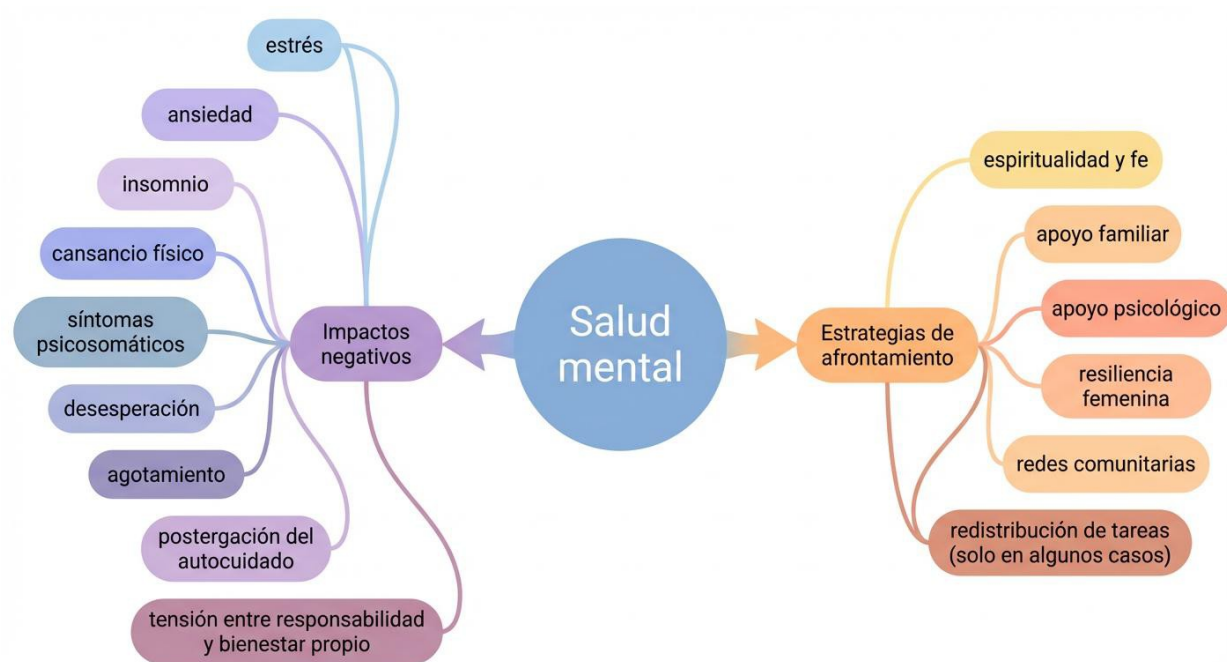 Salud
mental
Impactos
negativos
estrés
ansiedad
insomnio
cansancio físico
síntomas
psicosomáticos
desesperación
agotamiento
postergación del
autocuidado
tensión entre responsabilidad
y bienestar propio
Estrategias de
afrontamiento
espiritualidad y fe
apoyo familiar
apoyo psicológico
resiliencia
femenina
redes comunitarias
redistribución de tareas
(solo en algunos casos)